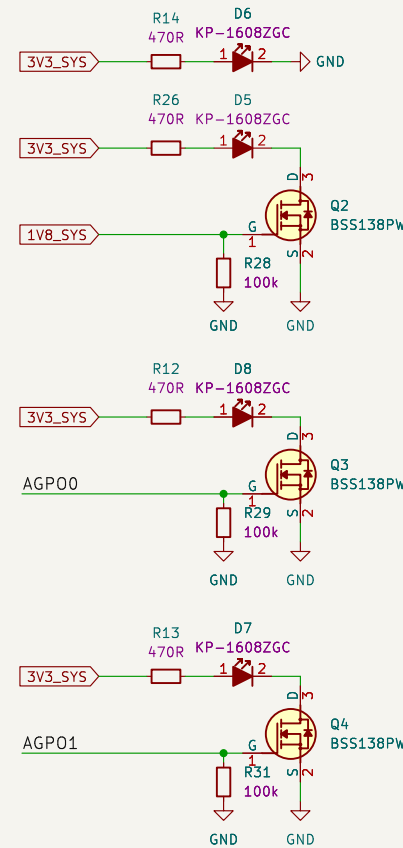 R14
470R
D6
KP-1608ZGC
3V3_SYS
1
2
GND
R26
470R
D5
KP-1608ZGC
3V3_SYS
1
2
D
3
Q2
BSS138PW
1V8_SYS
G
1
S
2
R28
100k
GND
GND
R12
470R
D8
KP-1608ZGC
3V3_SYS
1
2
D
3
Q3
BSS138PW
AGPO0
G
1
S
2
R29
100k
GND
GND
R13
470R
D7
KP-1608ZGC
3V3_SYS
1
2
D
3
Q4
BSS138PW
AGPO1
G
1
S
2
R31
100k
GND
GND